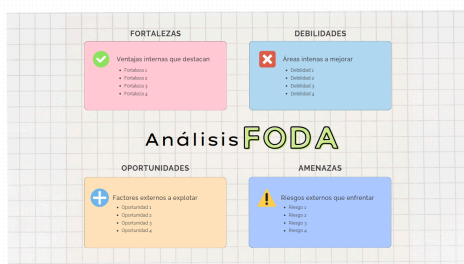 FORTALEZAS
Ventajas internas que destacan
Fortaleza 1
Fortaleza 2
Fortaleza 3
Fortaleza 4
DEBILIDADES
Áreas intenas a mejorar
Debilidad 1
Debilidad 2
Debilidad 3
Debilidad 4
Análisis FODA
OPORTUNIDADES
Factores externos a explotar
Oportunidad 1
Oportunidad 2
Oportunidad 3
Oportunidad 4
AMENAZAS
Riesgos externos que enfrentar
Riesgo 1
Riesgo 2
Riesgo 3
Riesgo 4